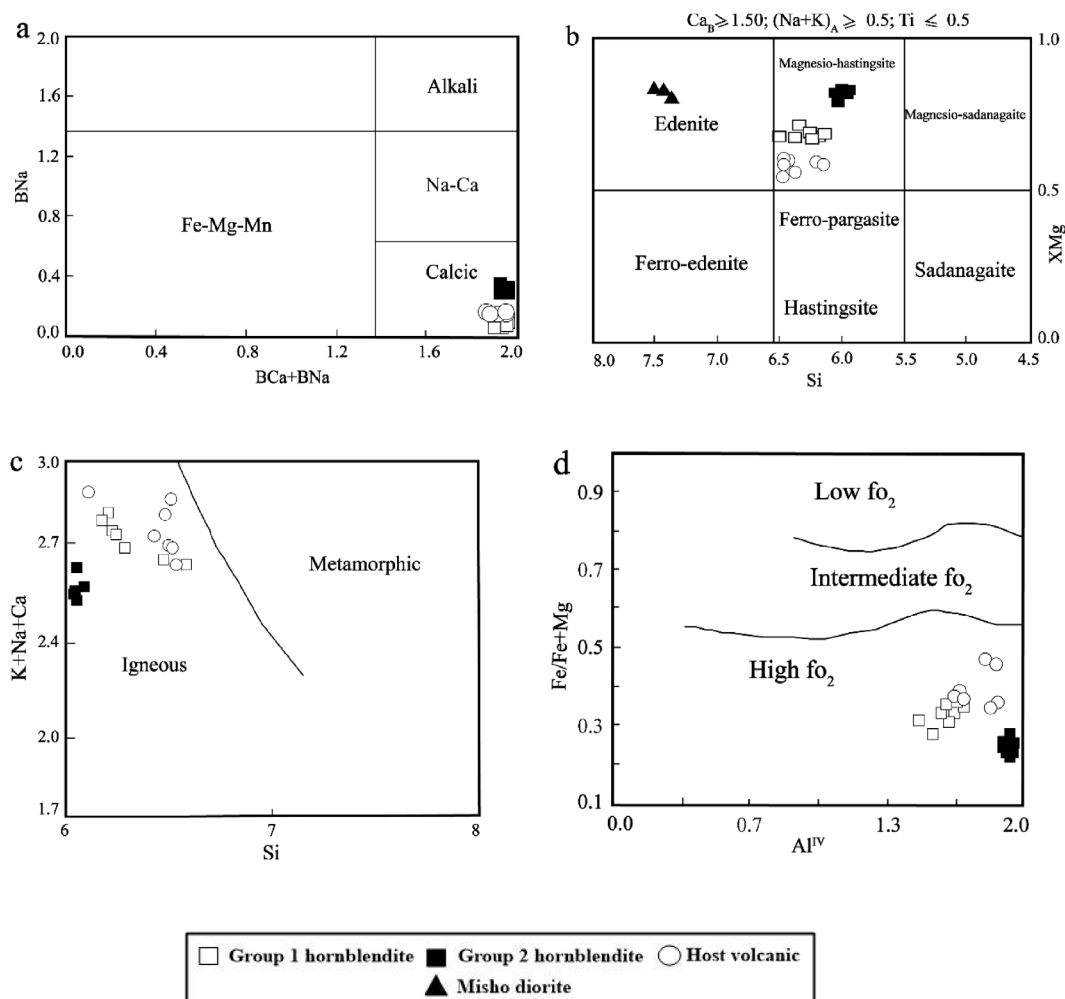 a
2.0
1.6
1.2
0.8
0.4
0.0
BNa
Alkali
Na-Ca
Fe-Mg-Mn
Calcic
0.0 0.4 0.8 1.2 1.6 2.0
BCa+BNa
Ca_B ≥ 1.50; (Na+K)_A ≥ 0.5; Ti ≤ 0.5
b
Magnesio-hastingsite
Edenite
Magnesio-sadanagaite
Ferro-pargasite
Ferro-edenite
Sadanagaite
Hastingsite
1.0
0.5
0.0
XMg
8.0 7.5 7.0 6.5 6.0 5.5 5.0 4.5
Si
c
3.0
2.7
2.4
2.0
1.7
K+Na+Ca
Metamorphic
Igneous
6 7 8
Si
d
0.9
0.7
0.5
0.3
0.1
Fe/Fe+Mg
Low fo₂
Intermediate fo₂
High fo₂
0.0 0.7 1.3 2.0
Al^IV
Group 1 hornblendite Group 2 hornblendite Host volcanic
Misho diorite